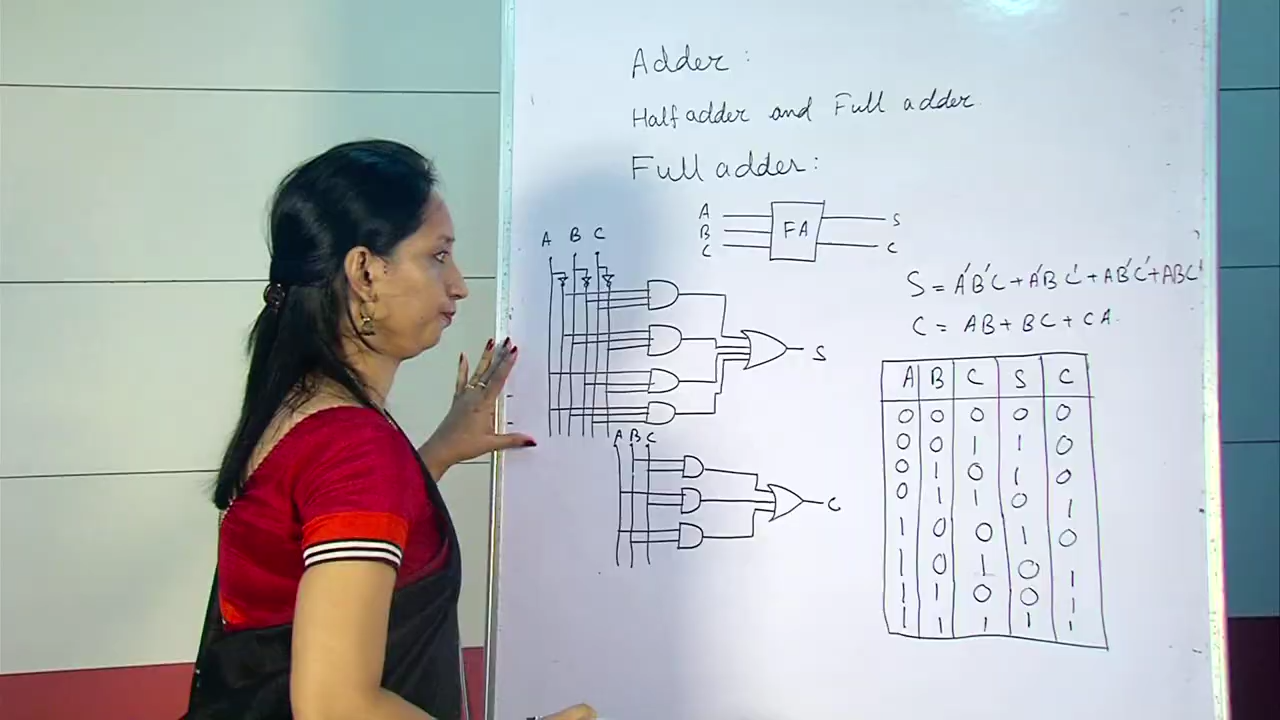 Adder:
Half adder and Full adder
Full adder:
A
B
C
FA
S
C
A B C
S
S = A'B'C + A'BC' + AB'C' + ABC'
C = AB + BC + CA
A B C
C
A B C S C
0 0 0 0 0
0 0 1 1 0
0 1 0 1 0
0 1 1 0 1
1 0 0 1 0
1 0 1 0 1
1 1 0 0 1
1 1 1 1 1